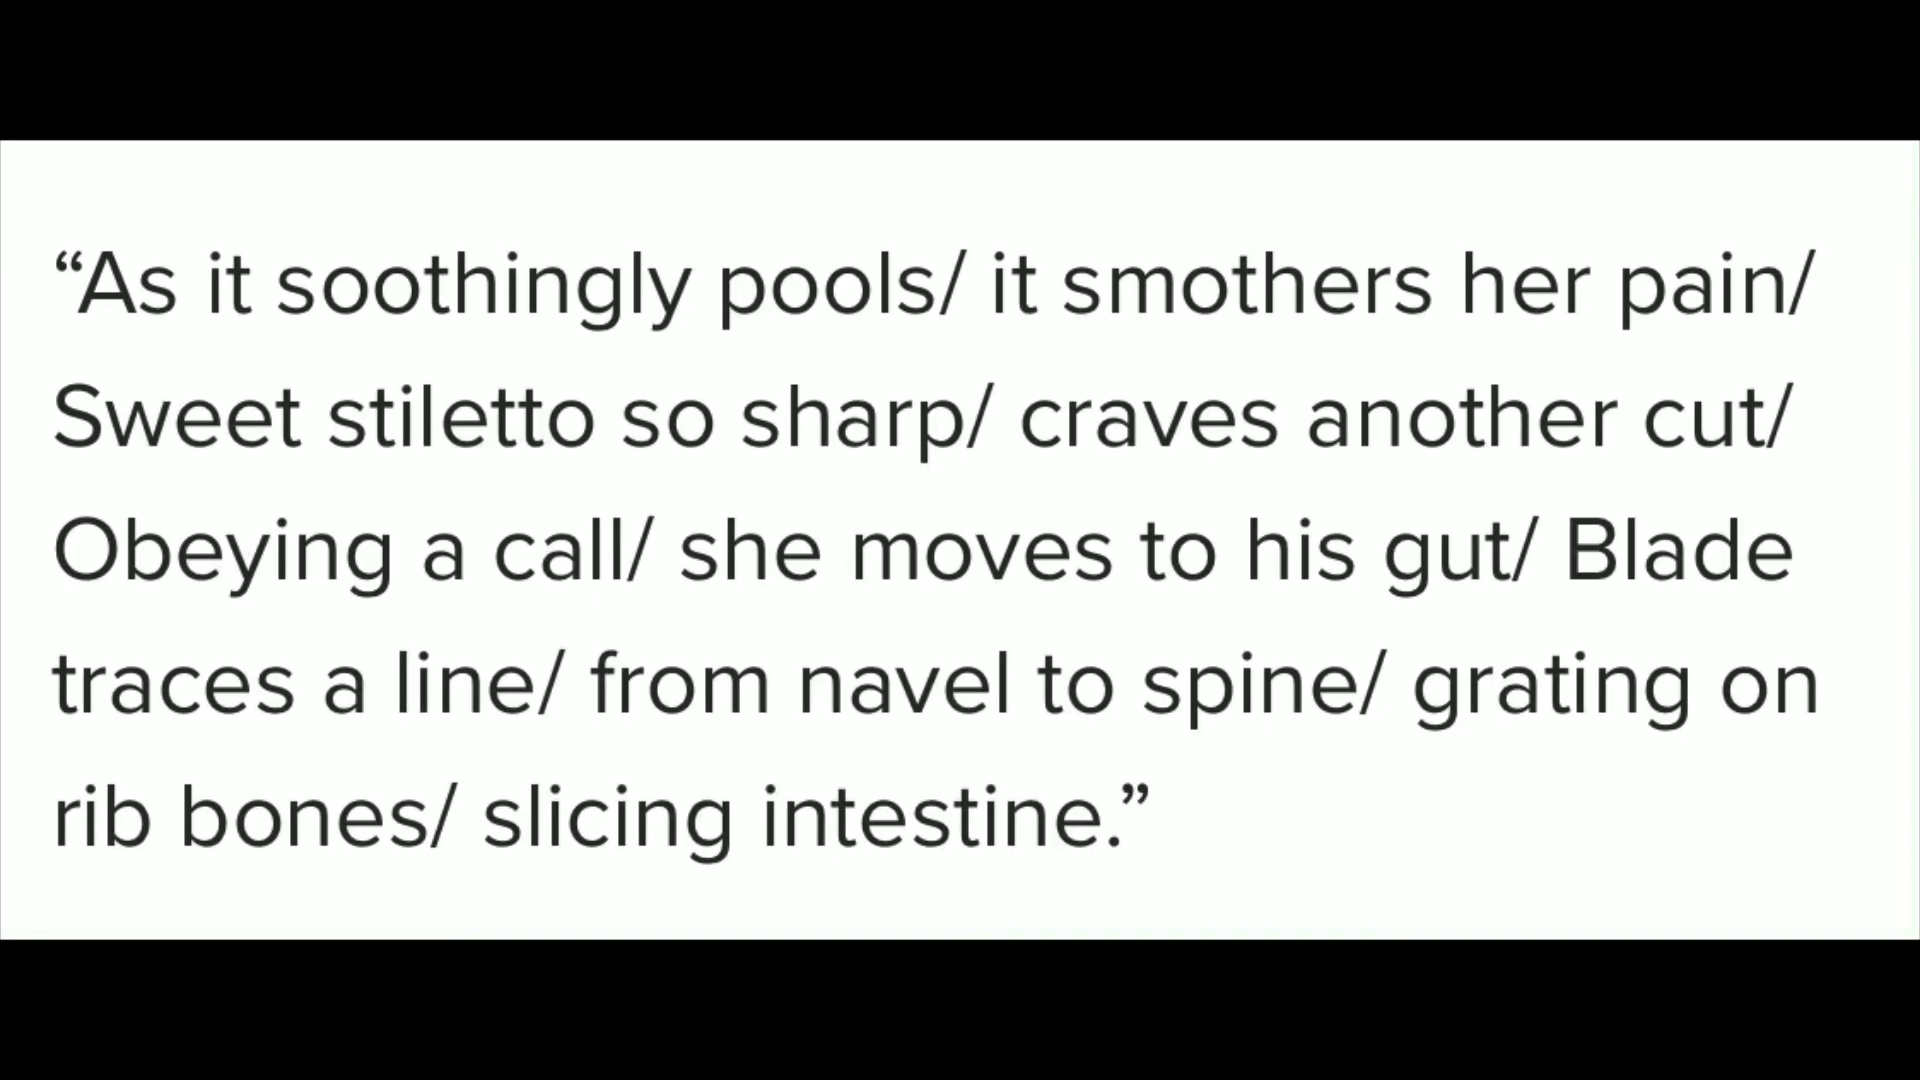 “As it soothingly pools/ it smothers her pain/
Sweet stiletto so sharp/ craves another cut/
Obeying a call/ she moves to his gut/ Blade
traces a line/ from navel to spine/ grating on
rib bones/ slicing intestine.”